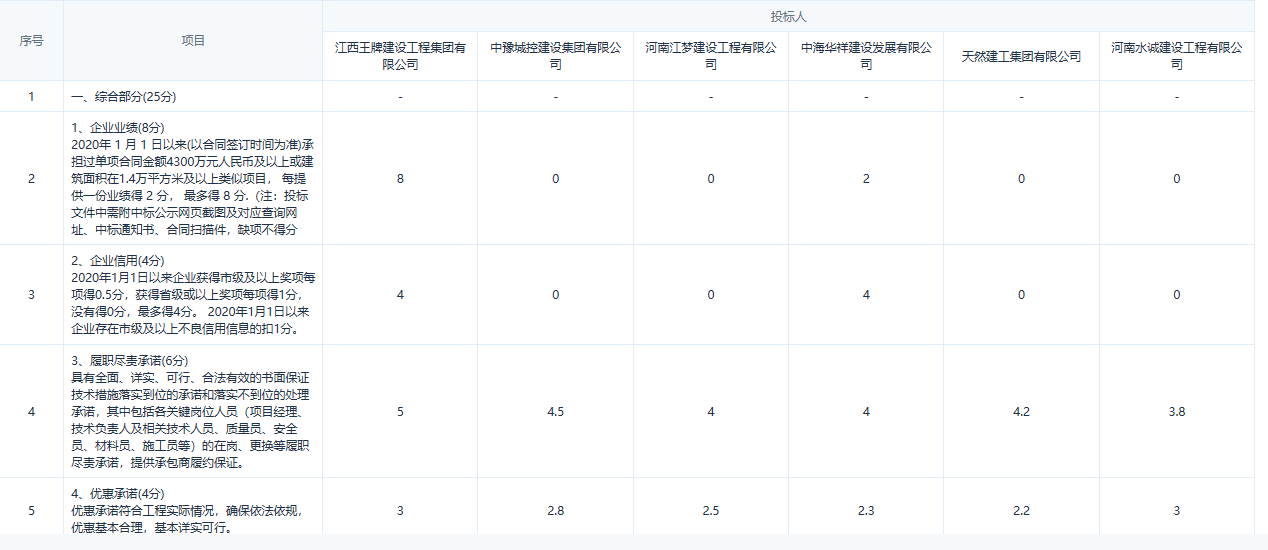 序号
项目
投标人
江西王牌建设工程集团有
限公司
中豫城控建设集团有限公
司
河南江梦建设工程有限公
司
中海华祥建设发展有限公
司
天然建工集团有限公司
河南水诚建设工程有限公
司
1
一、综合部分(25分)
-
-
-
-
-
-
2
1、企业业绩(8分)
2020年 1 月 1 日以来(以合同签订时间为准)承
担过单项合同金额4300万元人民币及以上或建
筑面积在1.4万平方米及以上类似项目， 每提
供一份业绩得 2 分， 最多得 8 分.（注：投标
文件中需附中标公示网页截图及对应查询网
址、中标通知书、合同扫描件，缺项不得分
8
0
0
2
0
0
3
2、企业信用(4分)
2020年1月1日以来企业获得市级及以上奖项每
项得0.5分，获得省级或以上奖项每项得1分，
没有得0分，最多得4分。 2020年1月1日以来
企业存在市级及以上不良信用信息的扣1分。
4
0
0
4
0
0
4
3、履职尽责承诺(6分)
具有全面、详实、可行、合法有效的书面保证
技术措施落实到位的承诺和落实不到位的处理
承诺，其中包括各关键岗位人员（项目经理、
技术负责人及相关技术人员、质量员、安全
员、材料员、施工员等）的在岗、更换等履职
尽责承诺，提供承包商履约保证。
5
4.5
4
4
4.2
3.8
5
4、优惠承诺(4分)
优惠承诺符合工程实际情况，确保依法依规，
优惠基本合理，基本详实可行。
3
2.8
2.5
2.3
2.2
3